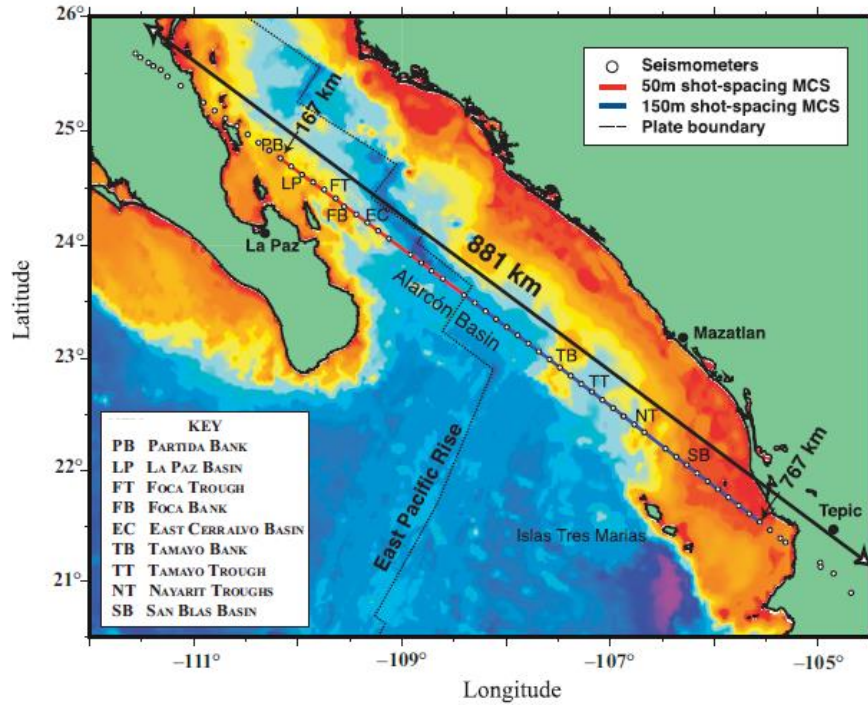 26°
25°
24°
23°
22°
21°
Latitude
−111°
−109°
−107°
−105°
Longitude
Seismometers
50m shot-spacing MCS
150m shot-spacing MCS
Plate boundary
167 km
PB
LP
FT
FB
EC
La Paz
881 km
Alarcón Basin
Mazatlan
TB
TT
NT
SB
767 km
Tepic
East Pacific Rise
Islas Tres Marias
KEY
PB PARTIDA BANK
LP LA PAZ BASIN
FT FOCA TROUGH
FB FOCA BANK
EC EAST CERRALVO BASIN
TB TAMAYO BANK
TT TAMAYO TROUGH
NT NAYARIT TROUGHS
SB SAN BLAS BASIN